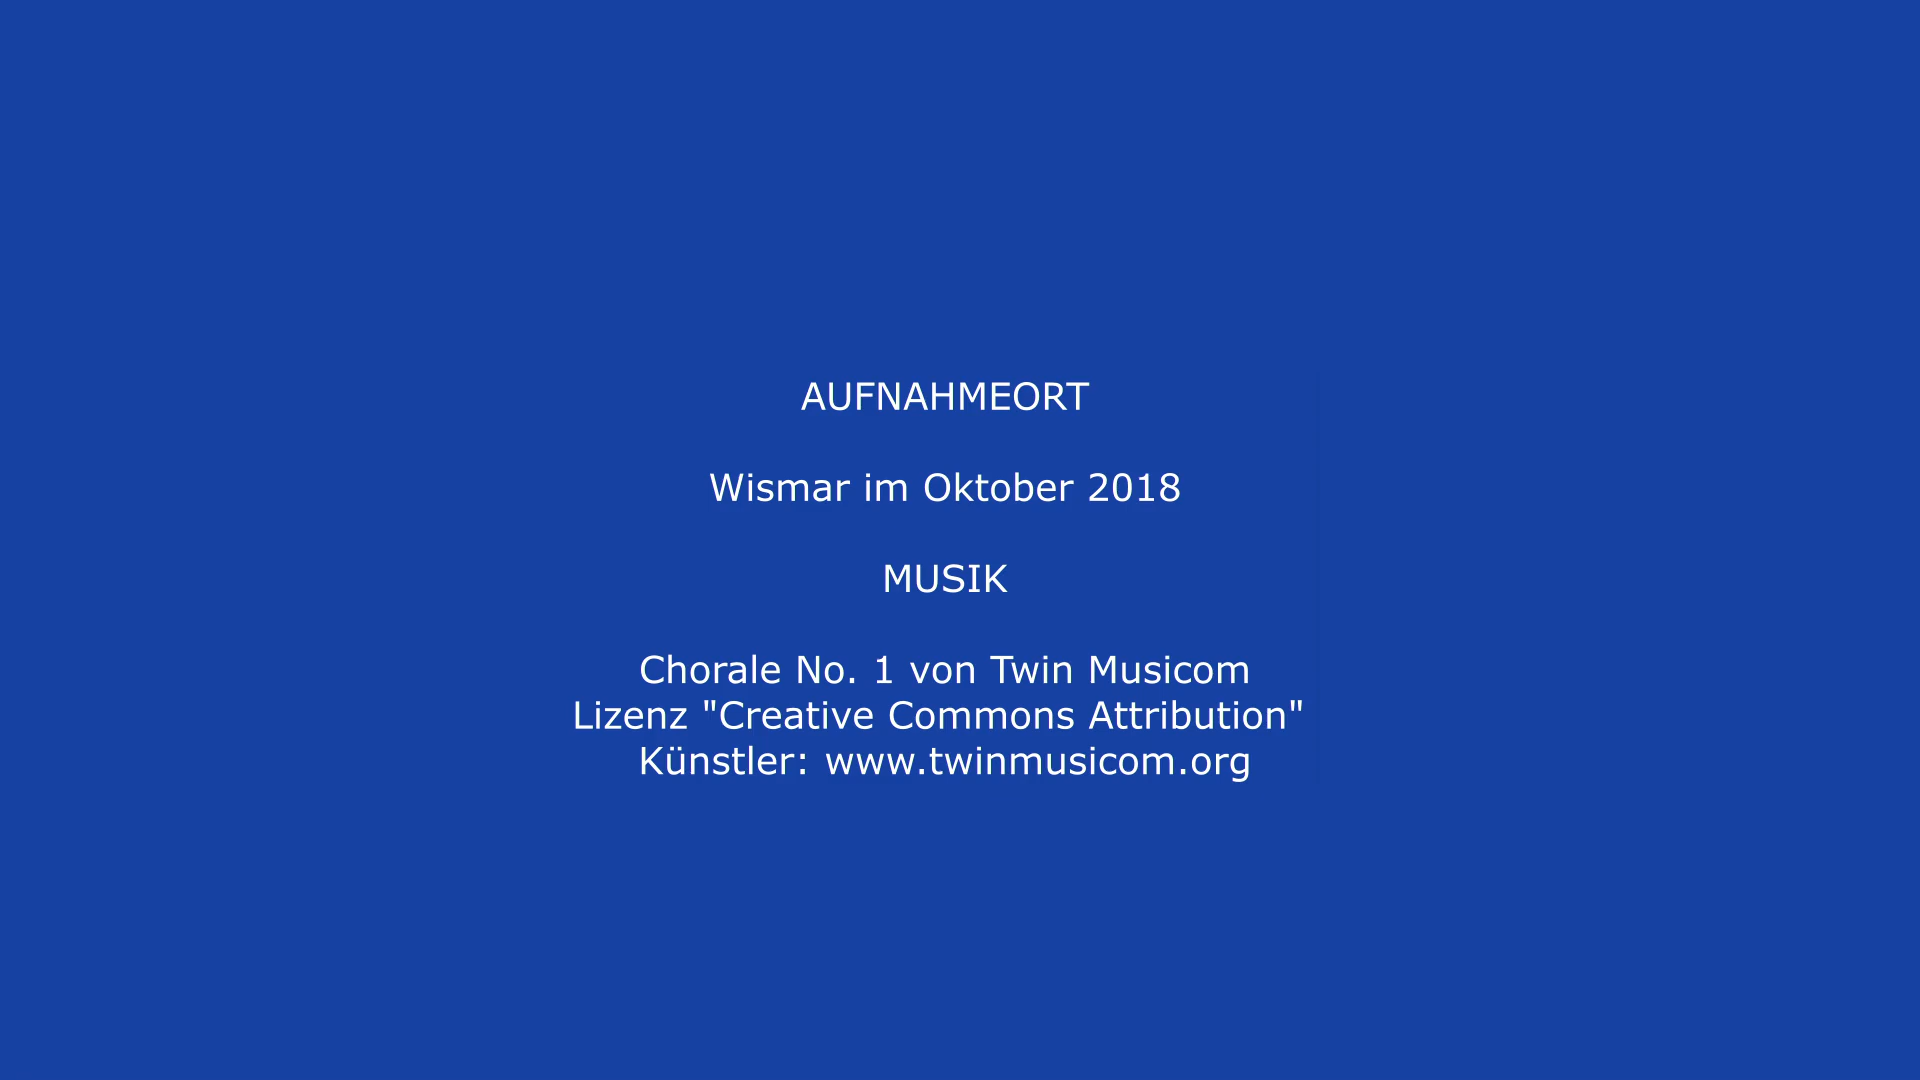 AUFNAHMEORT
Wismar im Oktober 2018
MUSIK
Chorale No. 1 von Twin Musicom
Lizenz "Creative Commons Attribution"
Künstler: www.twinmusicom.org